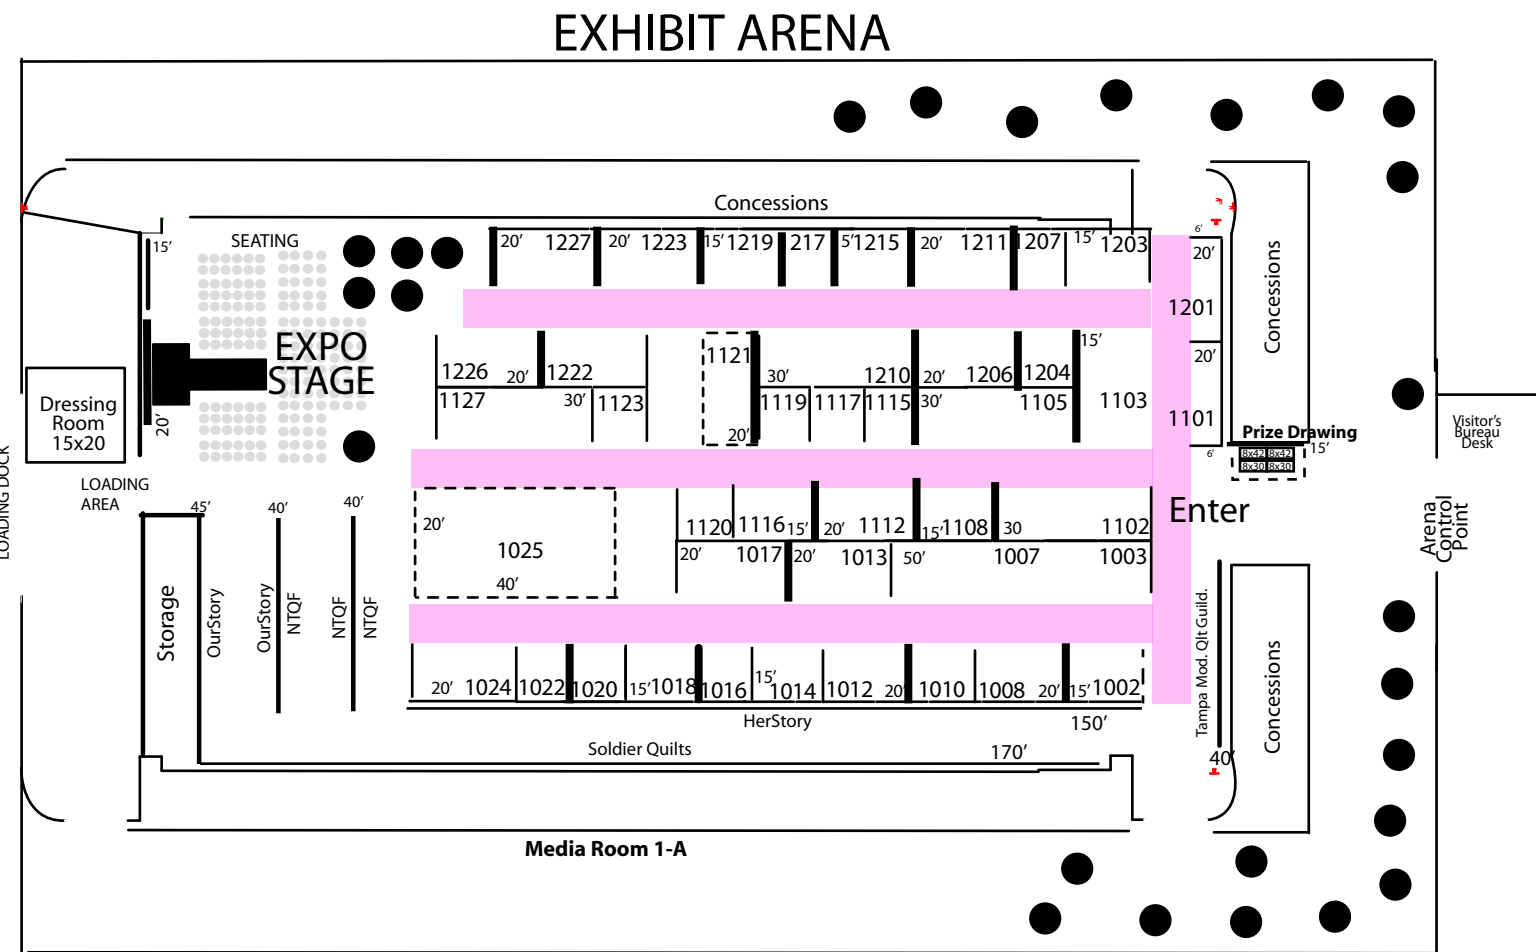 EXHIBIT ARENA
Concessions
15’
SEATING
20’ 1227 20’ 1223 15’ 1219 217 5’ 1215 20’ 1211 1207 15’ 1203
6’
20’
1201
20’
1101
6’
Concessions
EXPO
STAGE
1121
15’
1226 20’ 1222 30’ 1210 20’ 1206 1204
1127 30’ 1123 20’ 1119 1117 1115 30’ 1105 1103
Dressing
Room
15x20
20’
Prize Drawing
15’
8x42 8x42
8x30 8x30
Visitor’s
Bureau
Desk
LOADING DOCK
LOADING
AREA
45’
40’
40’
Enter
Arena
Control
Point
20’
1025
40’
1120 1116 15’ 20’ 1112 15’ 1108 30 1102
20’ 1017 20’ 1013 50’ 1007 1003
Storage
OurStory
OurStory
NTQF
NTQF
NTQF
Tampa Mod. Qlt Guild.
40’
Concessions
20’ 1024 1022 1020 15’ 1018 1016 15’ 1014 1012 20’ 1010 1008 20’ 15’ 1002
HerStory
150’
Soldier Quilts
170’
Media Room 1-A